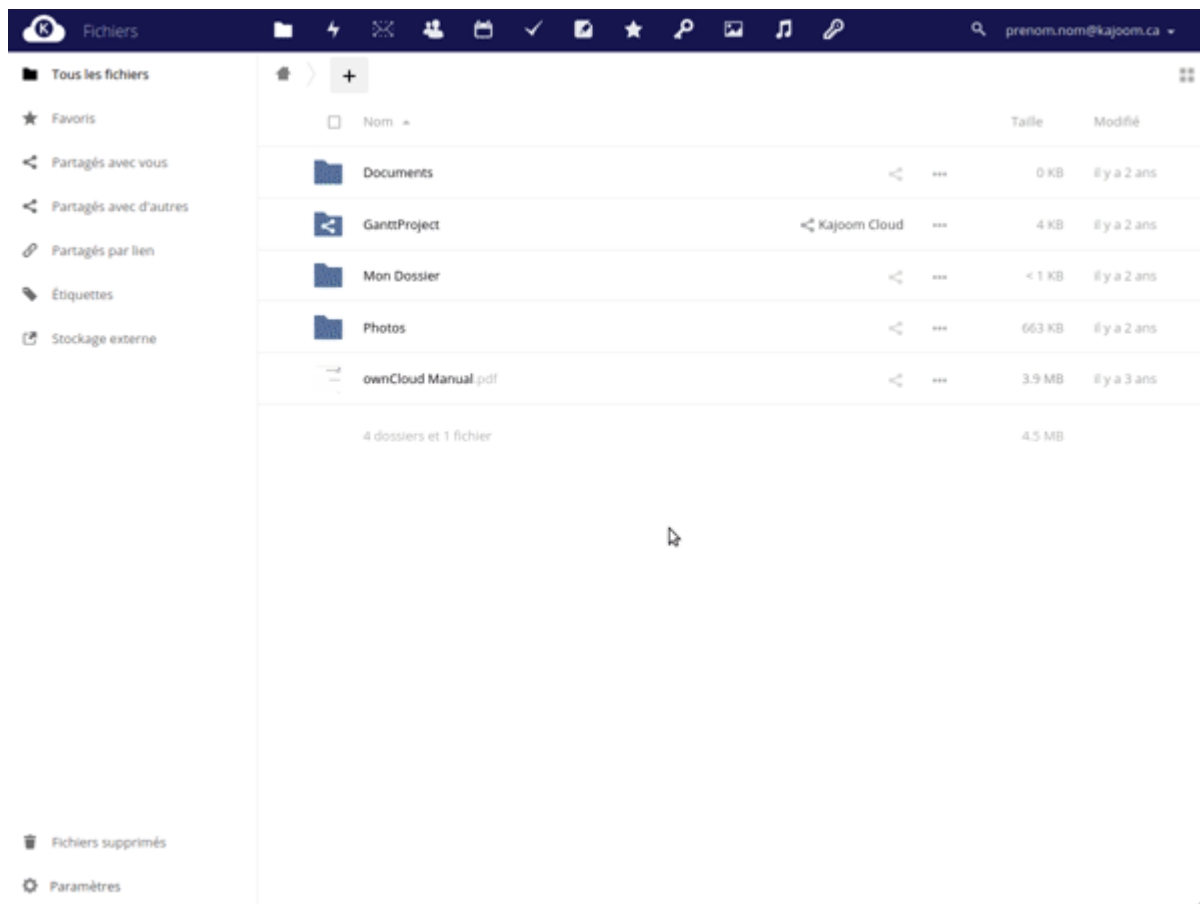 K Fichiers prenom.nom@kajoom.ca
Tous les fichiers
Favoris
Partagés avec vous
Partagés avec d'autres
Partagés par lien
Étiquettes
Stockage externe
Fichiers supprimés
Paramètres
+
Nom Taille Modifié
Documents ... 0 KB il y a 2 ans
GanttProject Kajoom Cloud ... 4 KB il y a 2 ans
Mon Dossier ... < 1 KB il y a 2 ans
Photos ... 663 KB il y a 2 ans
ownCloud Manual.pdf ... 3.9 MB il y a 3 ans
4 dossiers et 1 fichier 4.5 MB